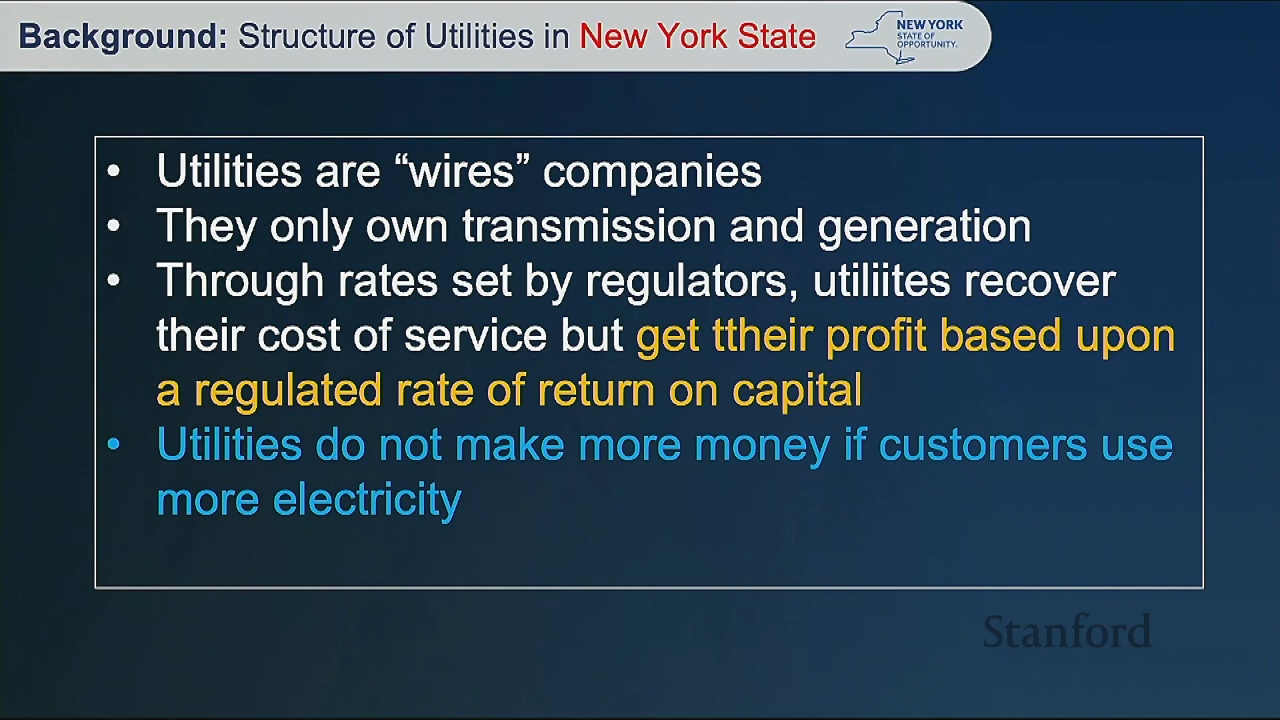 Background: Structure of Utilities in New York State
NEW YORK
STATE OF
OPPORTUNITY.
• Utilities are “wires” companies
• They only own transmission and generation
• Through rates set by regulators, utiliites recover
their cost of service but get ttheir profit based upon
a regulated rate of return on capital
• Utilities do not make more money if customers use
more electricity
Stanford